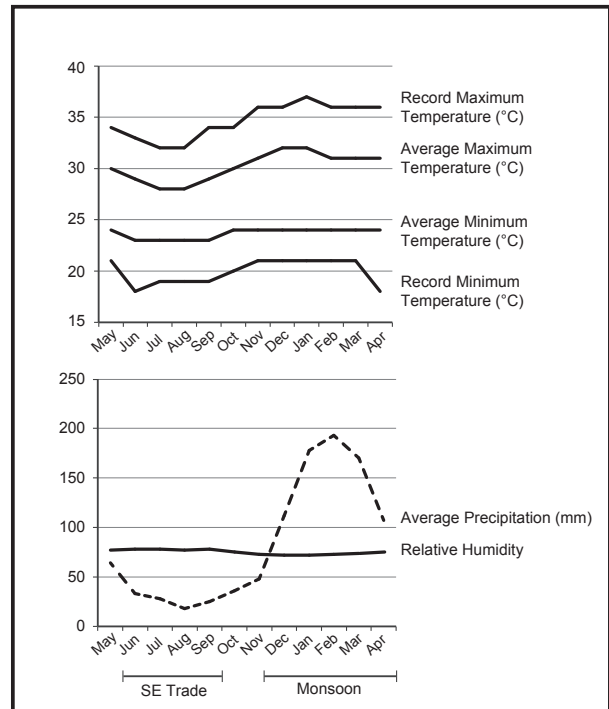 40
35
30
25
20
15
Record Maximum
Temperature (°C)
Average Maximum
Temperature (°C)
Average Minimum
Temperature (°C)
Record Minimum
Temperature (°C)
May Jun Jul Aug Sep Oct Nov Dec Jan Feb Mar Apr
250
200
150
100
50
0
Average Precipitation (mm)
Relative Humidity
May Jun Jul Aug Sep Oct Nov Dec Jan Feb Mar Apr
SE Trade Monsoon